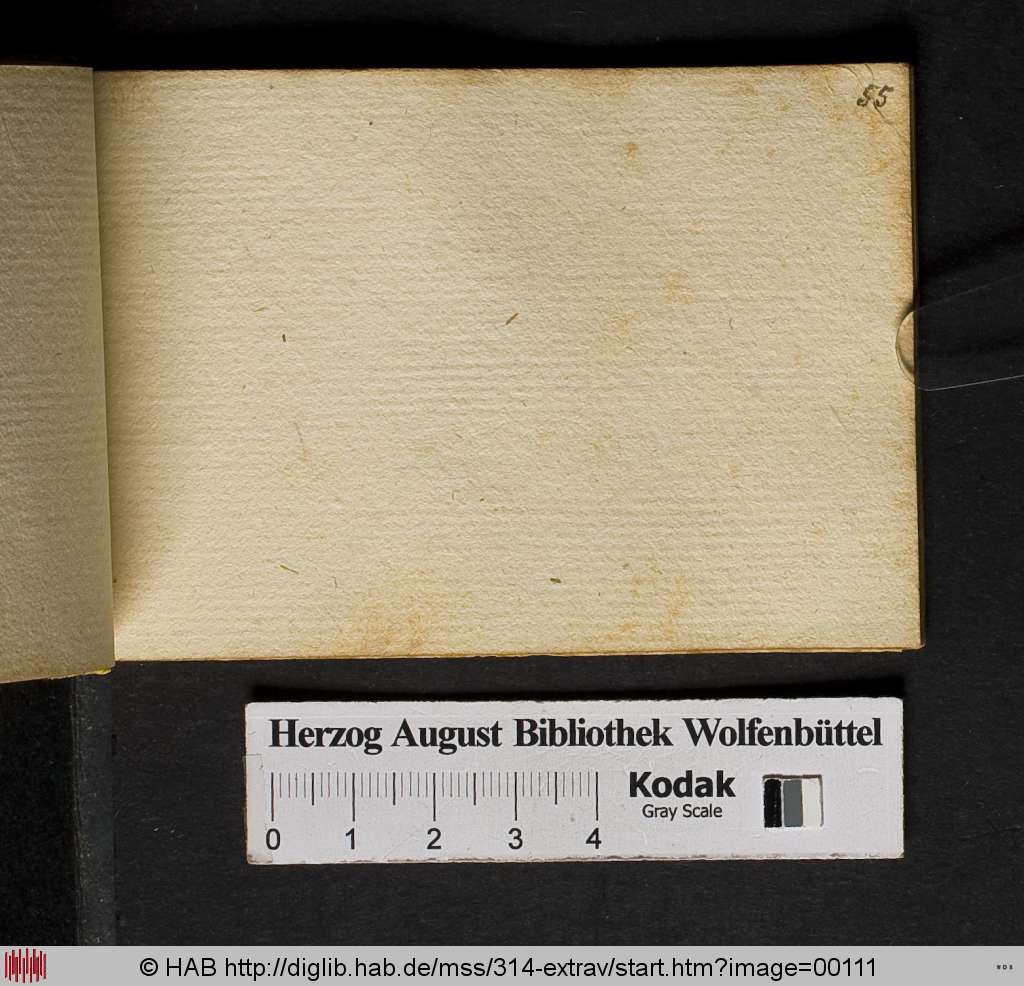 55
Herzog August Bibliothek Wolfenbüttel
Kodak
Gray Scale
0 1 2 3 4
© HAB http://diglib.hab.de/mss/314-extrav/start.htm?image=00111
WDB